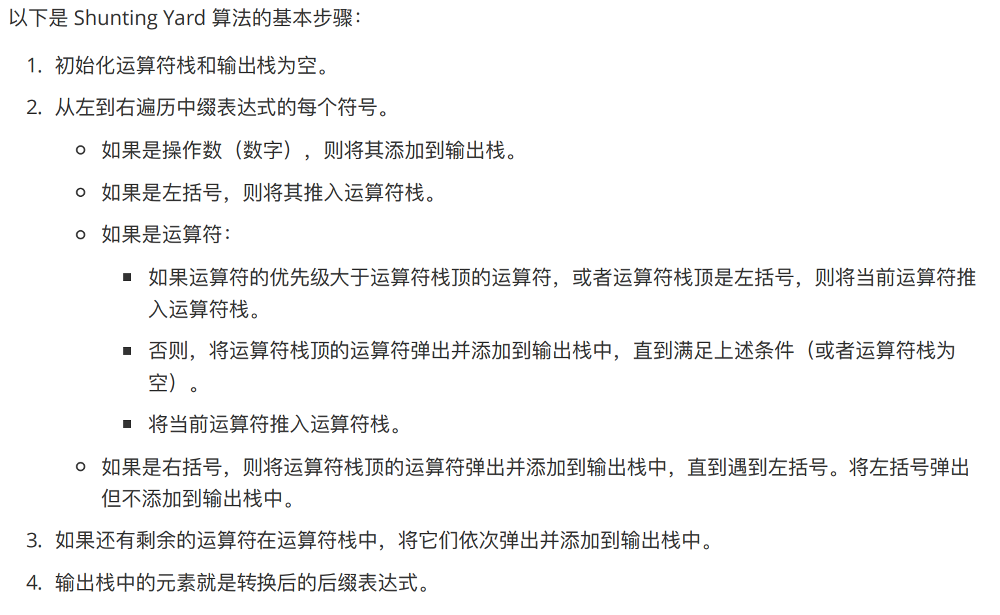 以下是 Shunting Yard 算法的基本步骤：
1. 初始化运算符栈和输出栈为空。
2. 从左到右遍历中缀表达式的每个符号。
如果是操作数（数字），则将其添加到输出栈。
如果是左括号，则将其推入运算符栈。
如果是运算符：
如果运算符的优先级大于运算符栈顶的运算符，或者运算符栈顶是左括号，则将当前运算符推
入运算符栈。
否则，将运算符栈顶的运算符弹出并添加到输出栈中，直到满足上述条件（或者运算符栈为
空）。
将当前运算符推入运算符栈。
如果是右括号，则将运算符栈顶的运算符弹出并添加到输出栈中，直到遇到左括号。将左括号弹出
但不添加到输出栈中。
3. 如果还有剩余的运算符在运算符栈中，将它们依次弹出并添加到输出栈中。
4. 输出栈中的元素就是转换后的后缀表达式。